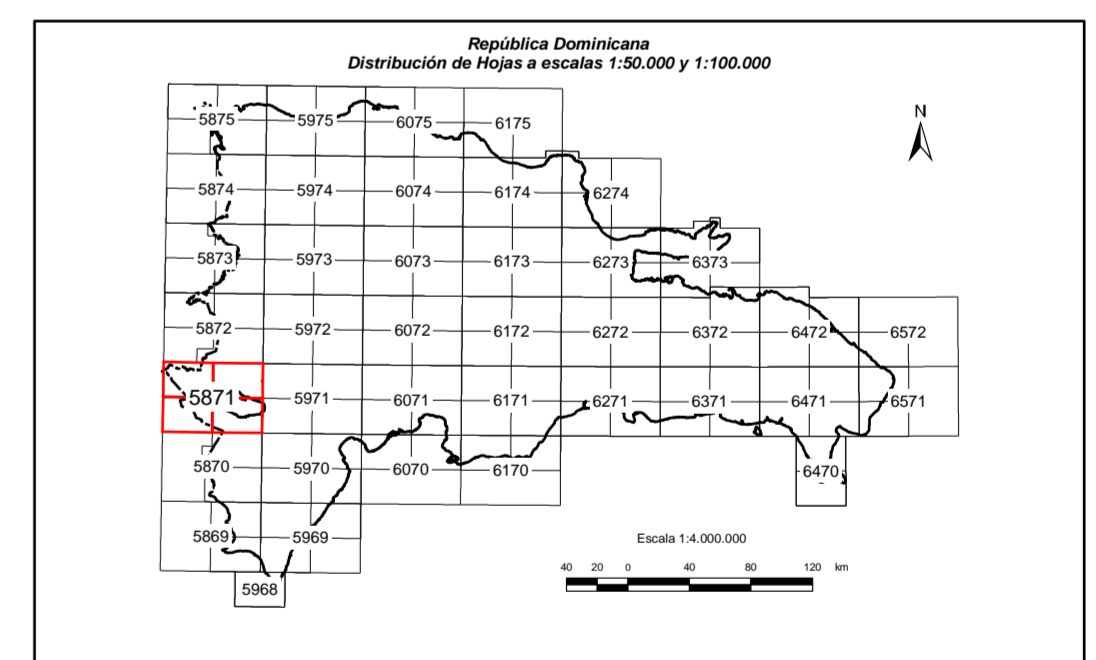 República Dominicana
Distribución de Hojas a escalas 1:50.000 y 1:100.000
N
5875 5975 6075 6175
5874 5974 6074 6174 6274
5873 5973 6073 6173 6273 6373
5872 5972 6072 6172 6272 6372 6472 6572
5871 5971 6071 6171 6271 6371 6471 6571
5870 5970 6070 6170 6470
5869 5969
Escala 1:4.000.000
40 20 0 40 80 120 km
5968